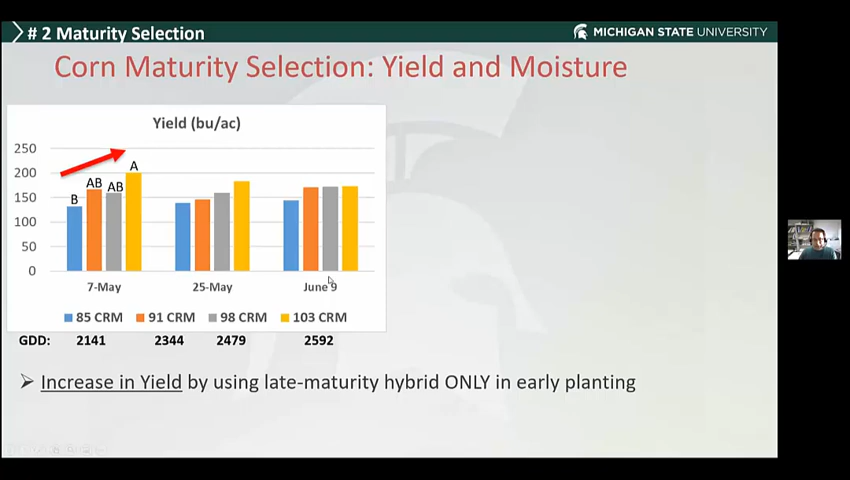 # 2 Maturity Selection
MICHIGAN STATE UNIVERSITY
Corn Maturity Selection: Yield and Moisture
Yield (bu/ac)
250
200
150
100
50
0
B
AB
AB
A
7-May
25-May
June 9
85 CRM
91 CRM
98 CRM
103 CRM
GDD: 2141 2344 2479 2592
Increase in Yield by using late-maturity hybrid ONLY in early planting